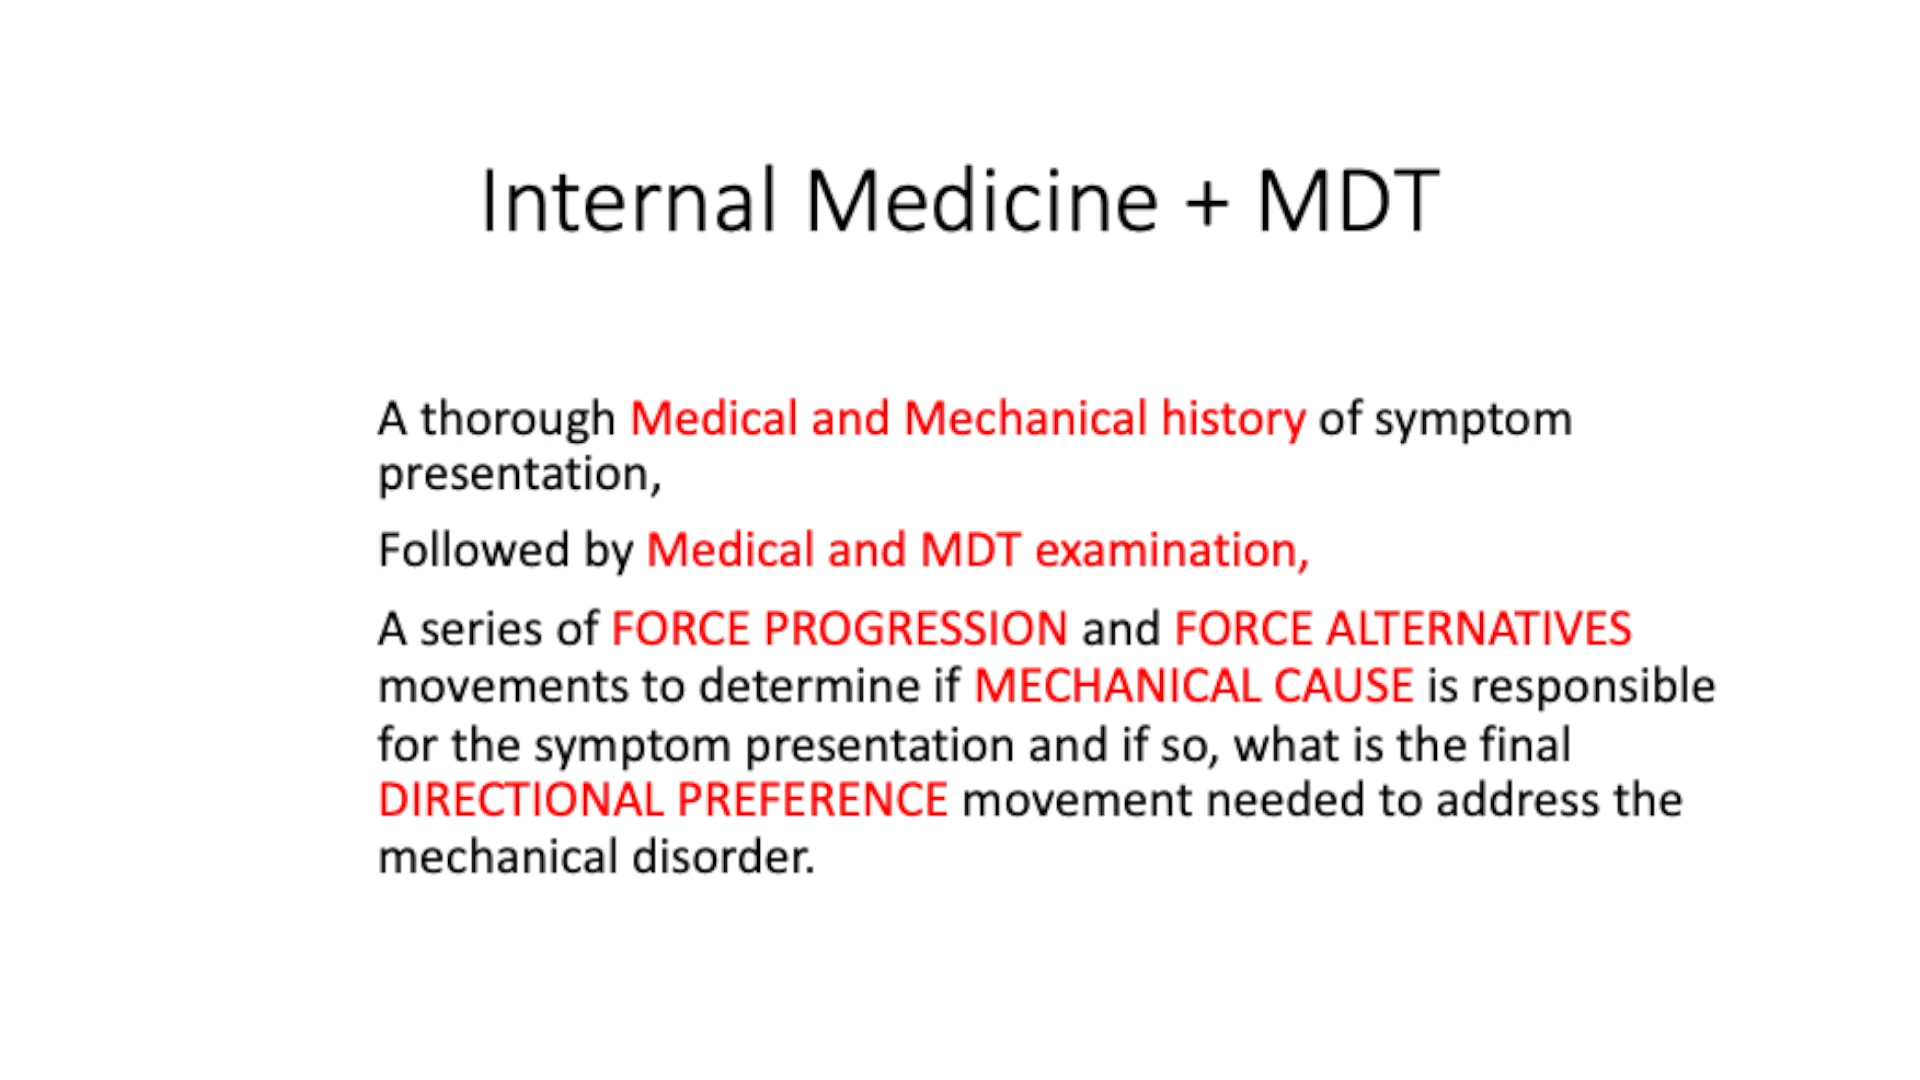 Internal Medicine + MDT
A thorough Medical and Mechanical history of symptom
presentation,
Followed by Medical and MDT examination,
A series of FORCE PROGRESSION and FORCE ALTERNATIVES
movements to determine if MECHANICAL CAUSE is responsible
for the symptom presentation and if so, what is the final
DIRECTIONAL PREFERENCE movement needed to address the
mechanical disorder.